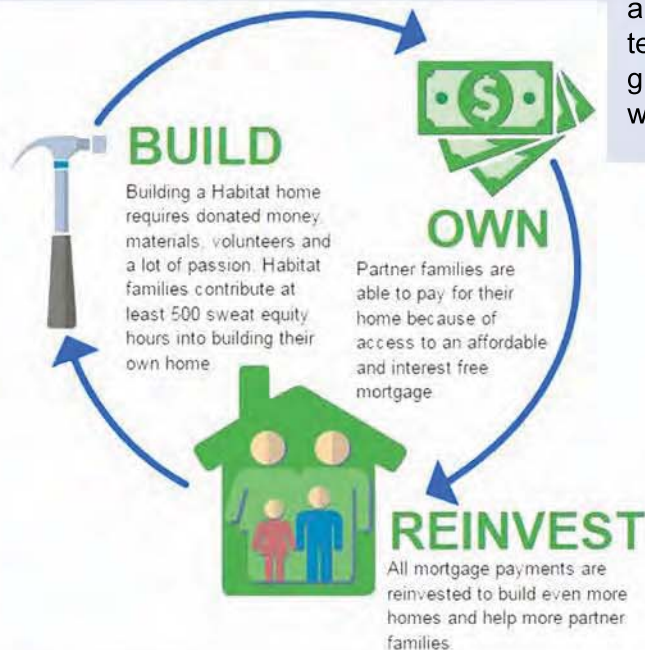 BUILD
Building a Habitat home
requires donated money
materials, volunteers and
a lot of passion. Habitat
families contribute at
least 500 sweat equity
hours into building their
own home
$
OWN
Partner families are
able to pay for their
home because of
access to an affordable
and interest free
mortgage
REINVEST
All mortgage payments are
reinvested to build even more
homes and help more partner
families